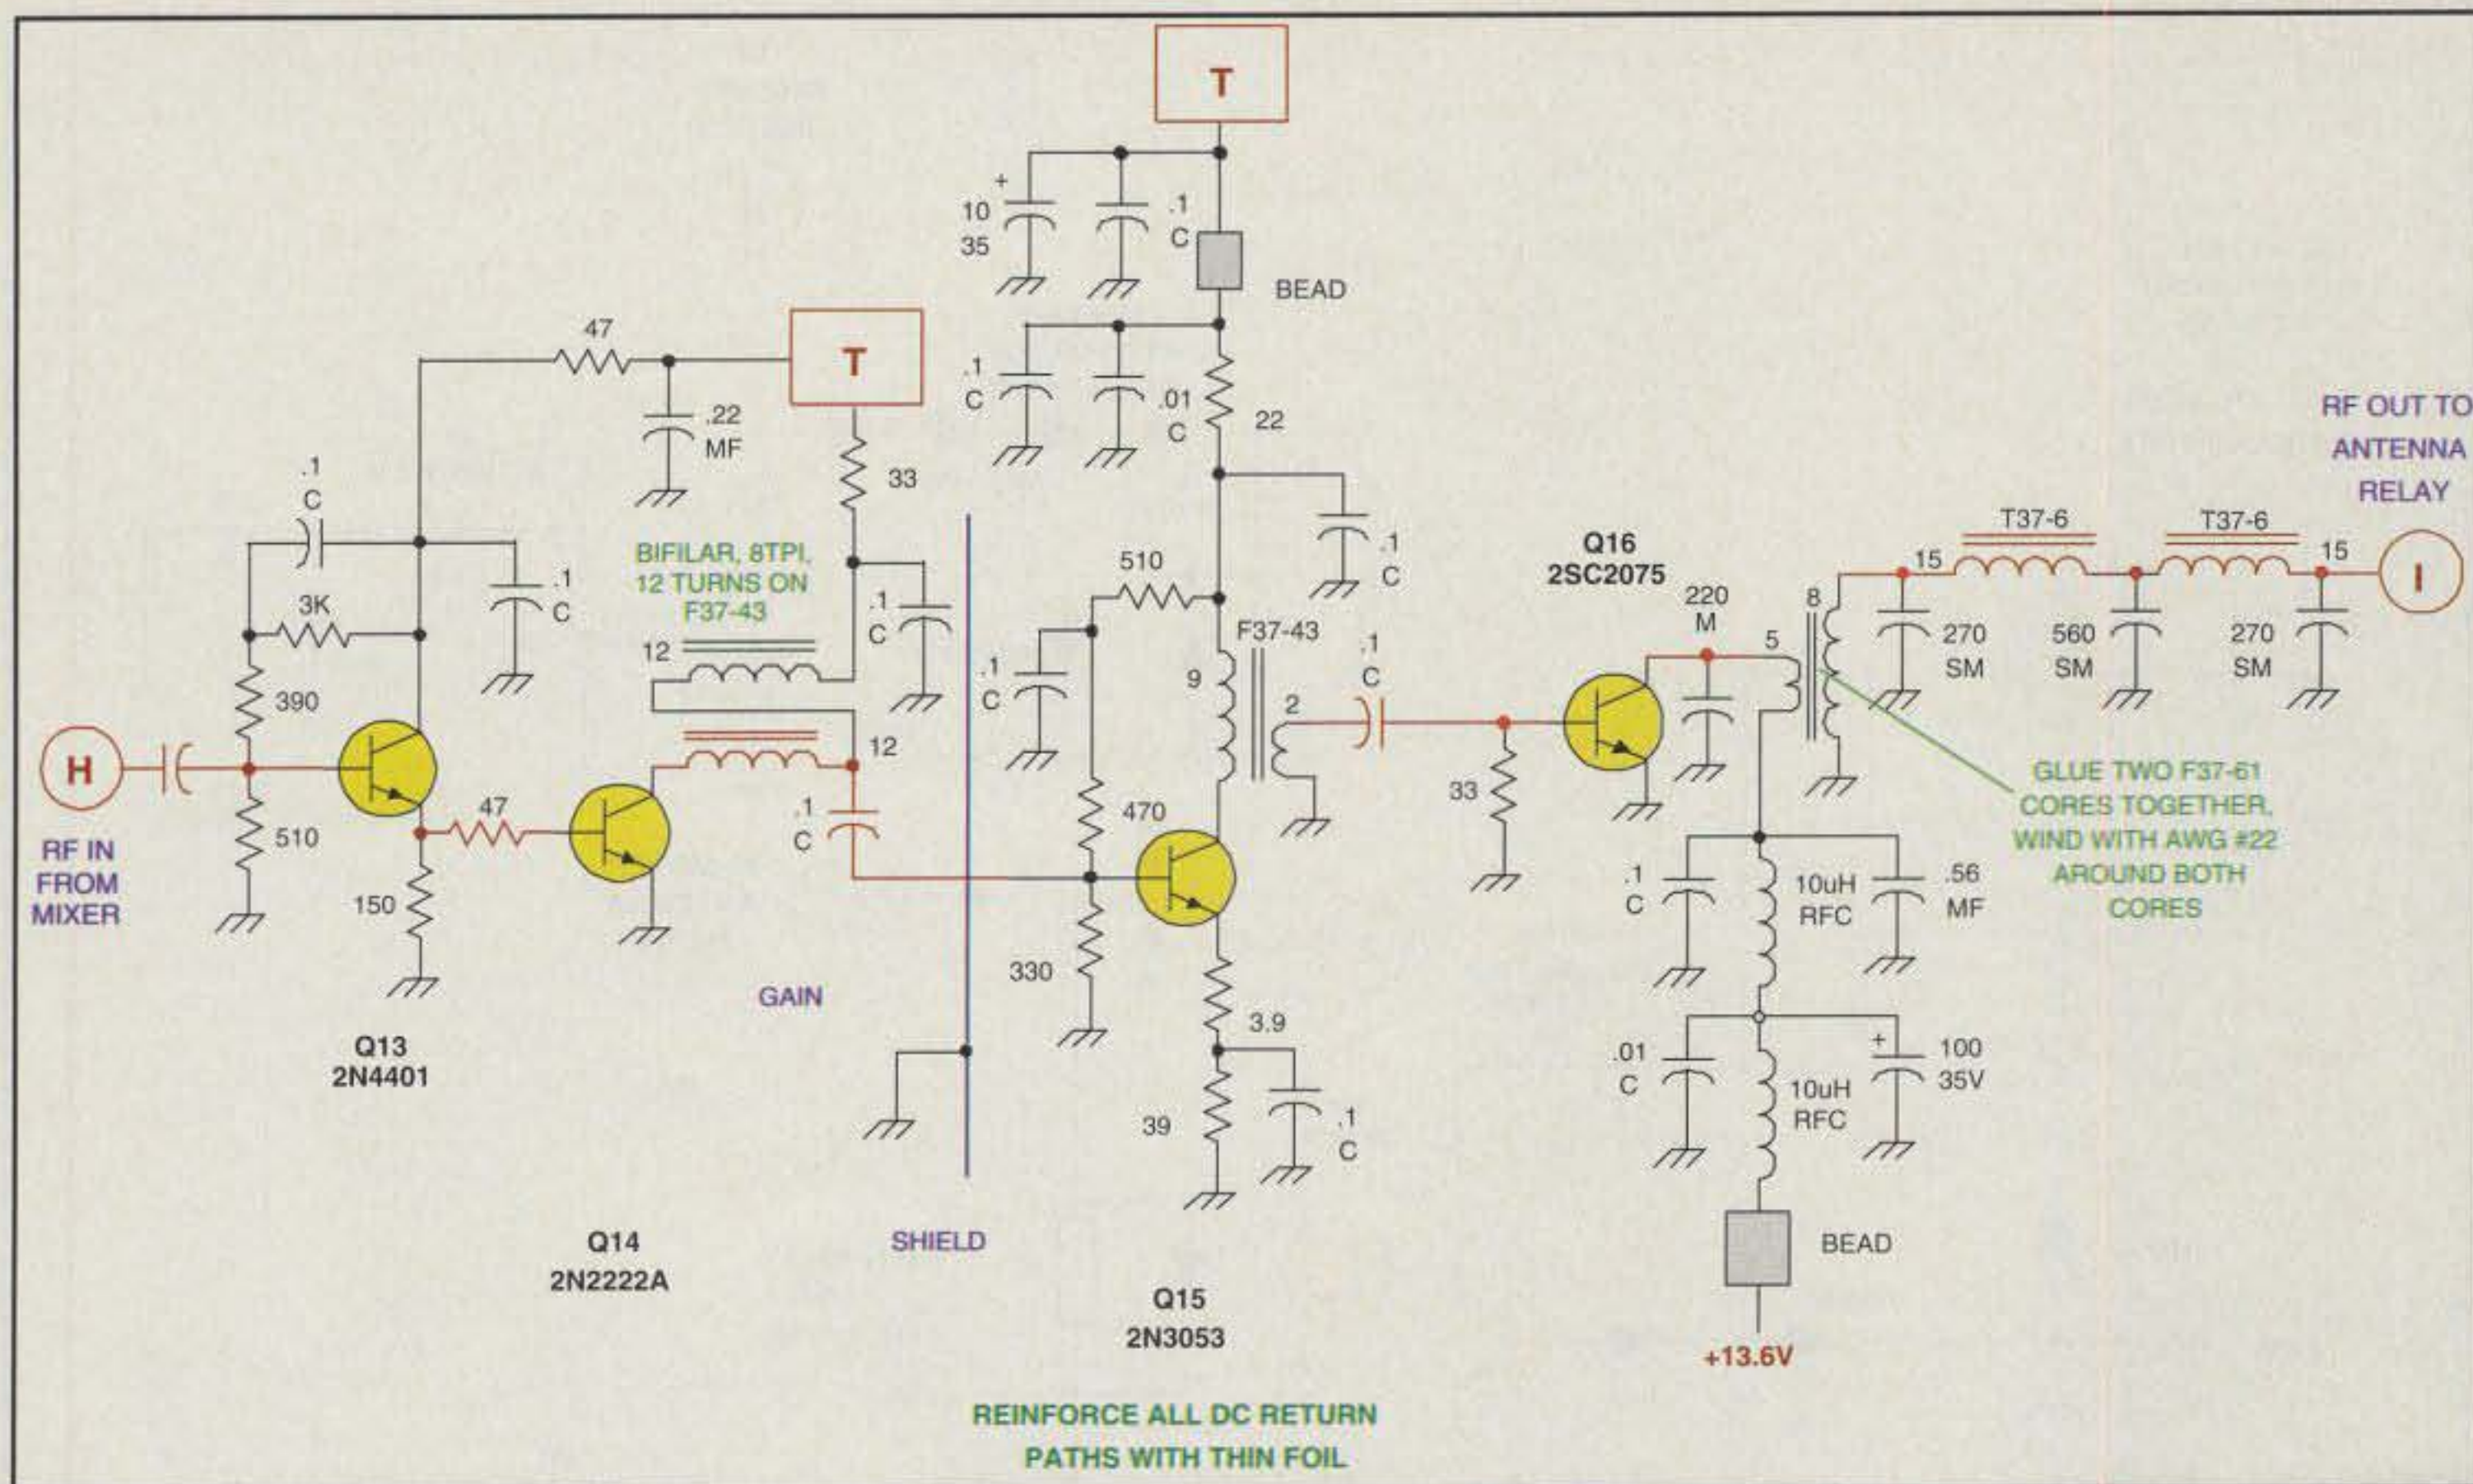 T
+
10
35
.1
C
BEAD
47
T
.1
C
.01
C
22
.22
MF
33
RF OUT TO
ANTENNA
RELAY
.1
C
T37-6
T37-6
BIFILAR, 8TPI,
12 TURNS ON
F37-43
.1
C
510
Q16
2SC2075
15
15
I
.1
C
3K
220
M
8
.1
C
12
F37-43
.1
C
5
270
SM
560
SM
270
SM
390
.1
C
9
2
H
12
33
GLUE TWO F37-61
CORES TOGETHER,
WIND WITH AWG #22
AROUND BOTH
CORES
510
47
.1
C
470
RF IN
FROM
MIXER
150
.1
C
10uH
RFC
.56
MF
330
GAIN
3.9
Q13
2N4401
.01
C
10uH
RFC
+
100
35V
39
.1
C
Q14
2N2222A
SHIELD
BEAD
Q15
2N3053
+13.6V
REINFORCE ALL DC RETURN
PATHS WITH THIN FOIL